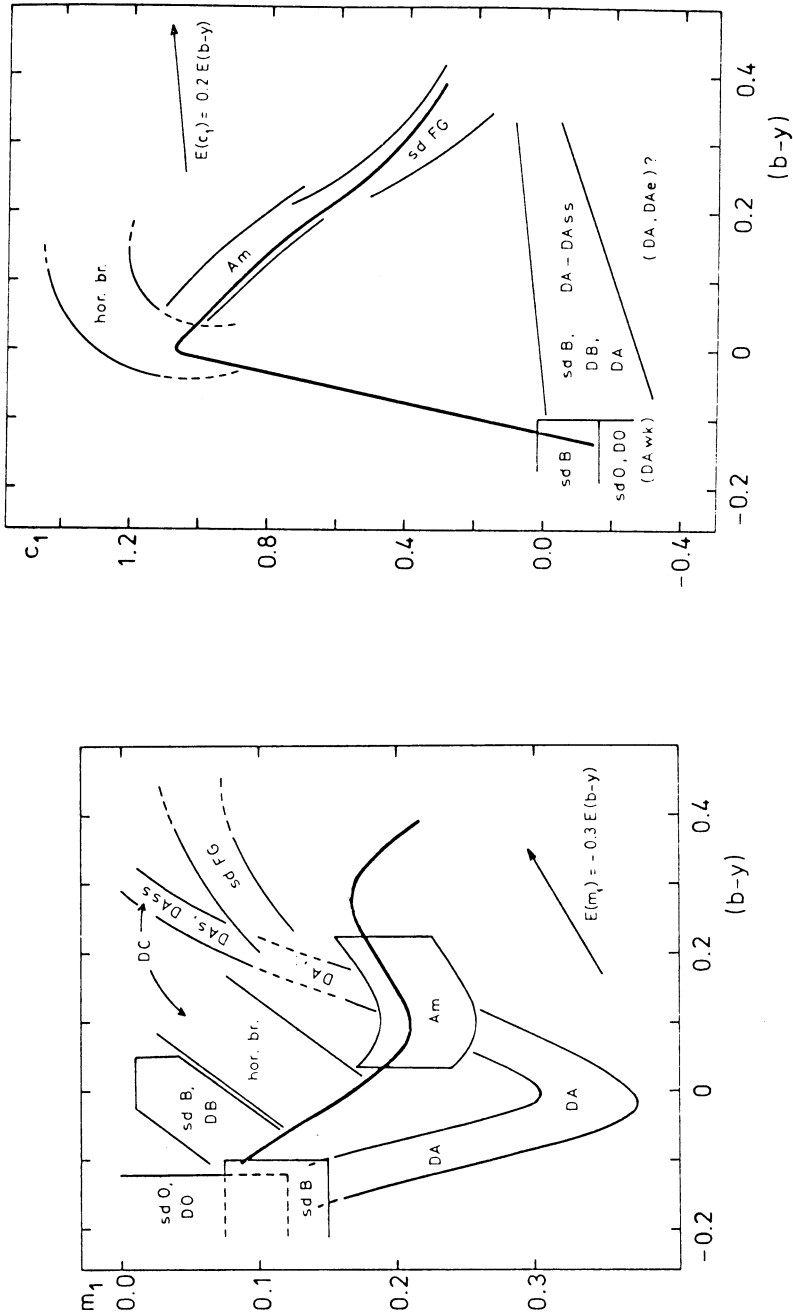 c₁
1.2
0.8
0.4
0.0
−0.4
−0.2
0
0.2
0.4
(b−y)
E(c₁) = 0.2 E(b−y)
hor. br.
Am
sd FG
DA − DAss
sd B,
DB,
DA
(DA, DAe)?
sd B
sd O, DO
(DAwk)
m₁
0.0
0.1
0.2
0.3
−0.2
0
0.2
0.4
(b−y)
E(m₁) = −0.3 E(b−y)
DC
DAs, DAss
sd FG
DA
hor. br.
sd B,
DB
sd O,
DO
sd B
Am
DA
DA